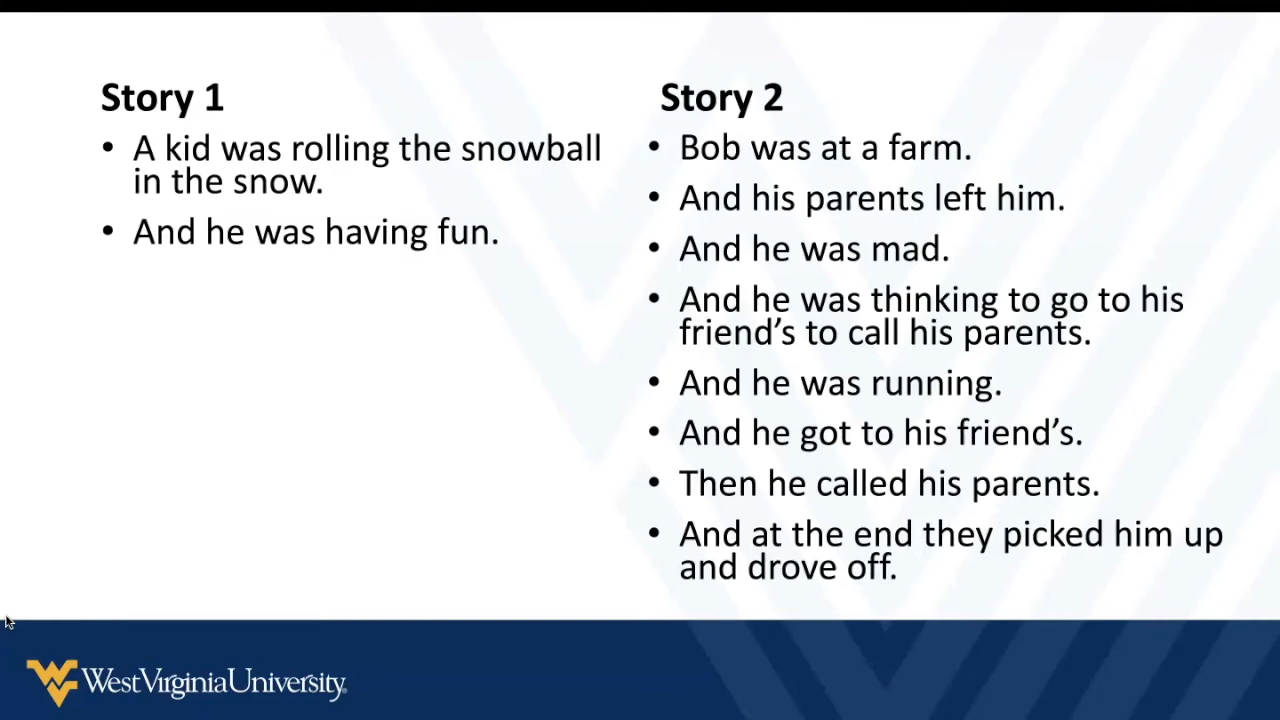 Story 1
• A kid was rolling the snowball
in the snow.
• And he was having fun.
Story 2
• Bob was at a farm.
• And his parents left him.
• And he was mad.
• And he was thinking to go to his
friend’s to call his parents.
• And he was running.
• And he got to his friend’s.
• Then he called his parents.
• And at the end they picked him up
and drove off.
WestVirginiaUniversity.